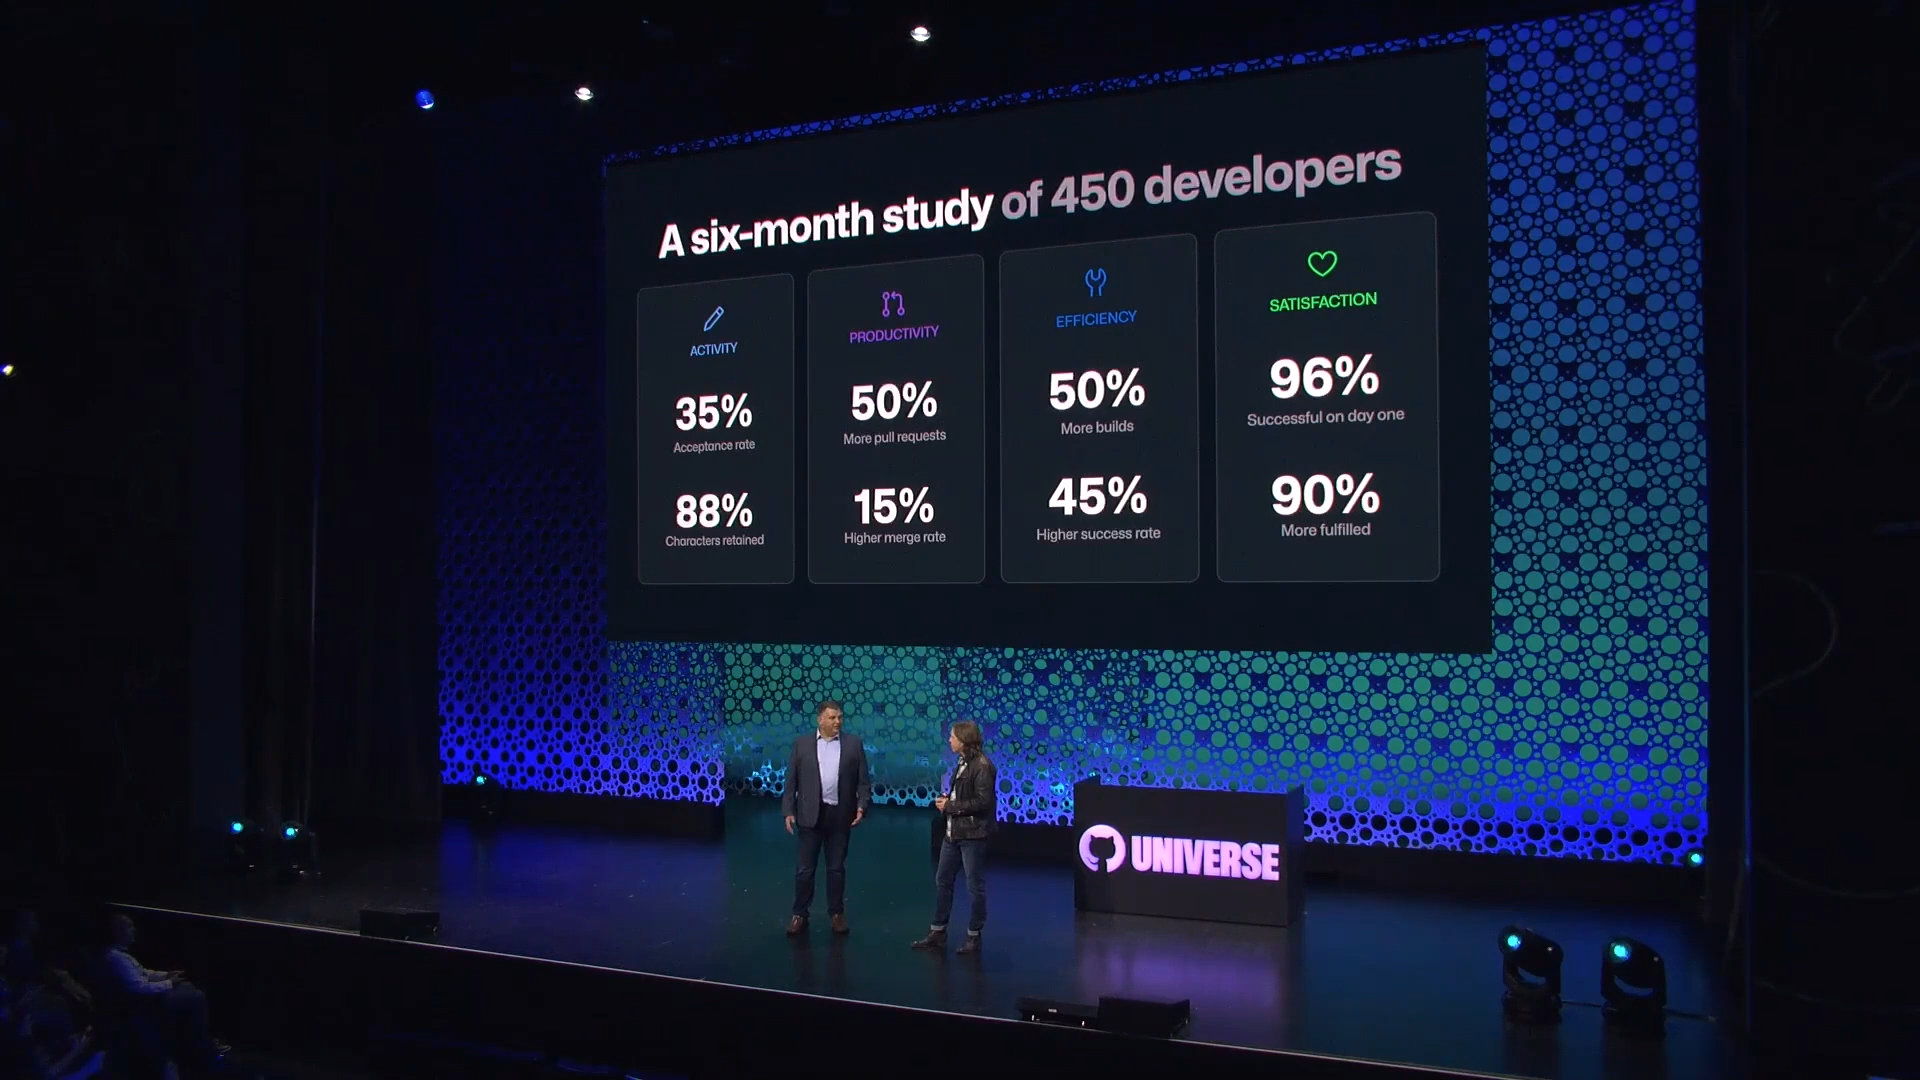 A six-month study of 450 developers
ACTIVITY
35%
Acceptance rate
88%
Characters retained
PRODUCTIVITY
50%
More pull requests
15%
Higher merge rate
EFFICIENCY
50%
More builds
45%
Higher success rate
SATISFACTION
96%
Successful on day one
90%
More fulfilled
UNIVERSE